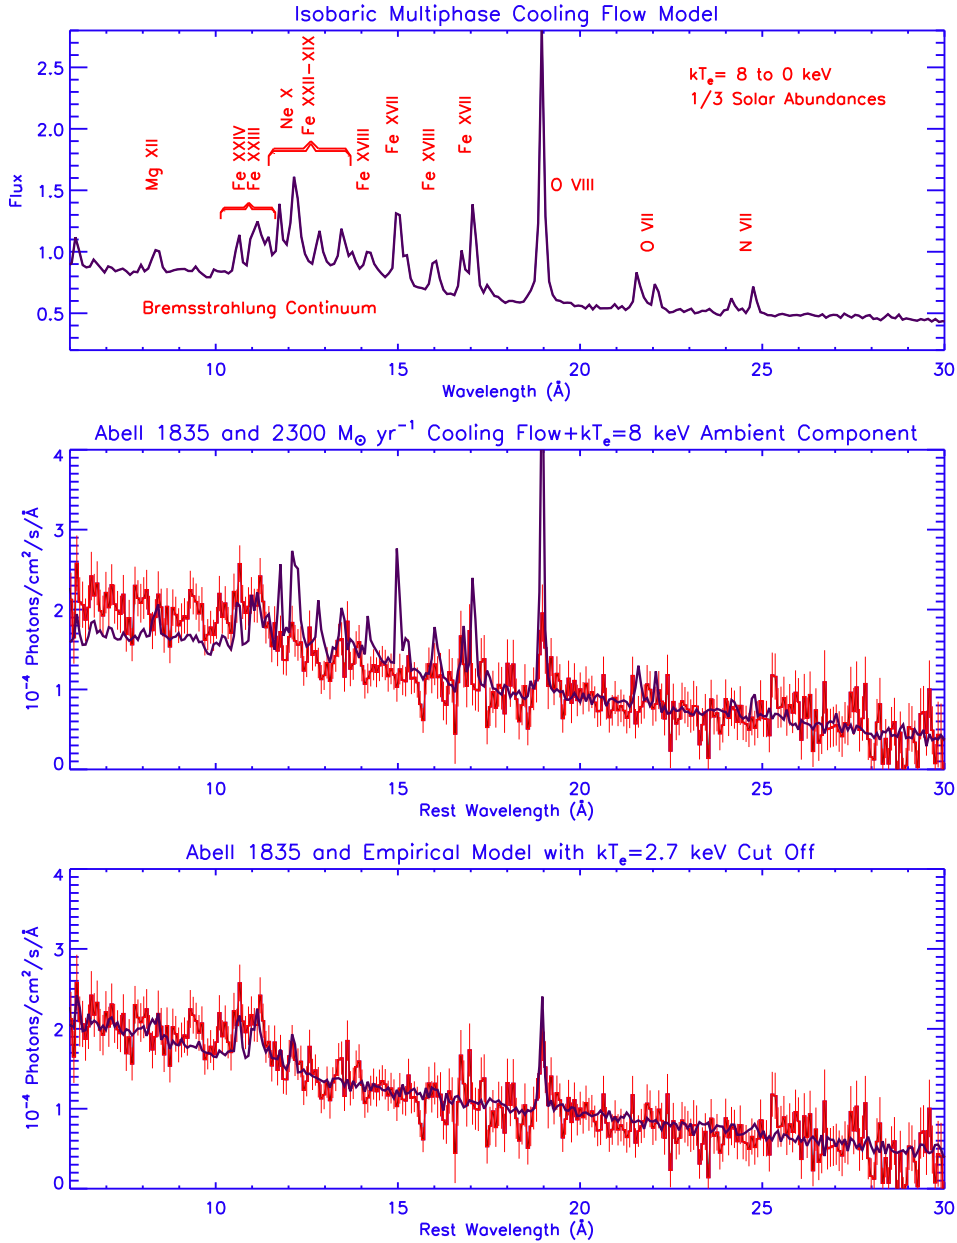 Isobaric Multiphase Cooling Flow Model
kTₑ= 8 to 0 keV
1/3 Solar Abundances
Mg XII
Fe XXIV
Fe XXIII
Ne X
Fe XXII-XIX
Fe XVIII
Fe XVII
Fe XVIII
Fe XVII
O VIII
O VII
N VII
Bremsstrahlung Continuum
Flux
2.5
2.0
1.5
1.0
0.5
10 15 20 25 30
Wavelength (Å)
Abell 1835 and 2300 M⊙ yr⁻¹ Cooling Flow+kTₑ=8 keV Ambient Component
10⁻⁴ Photons/cm²/s/Å
4
3
2
1
0
10 15 20 25 30
Rest Wavelength (Å)
Abell 1835 and Empirical Model with kTₑ=2.7 keV Cut Off
10⁻⁴ Photons/cm²/s/Å
4
3
2
1
0
10 15 20 25 30
Rest Wavelength (Å)